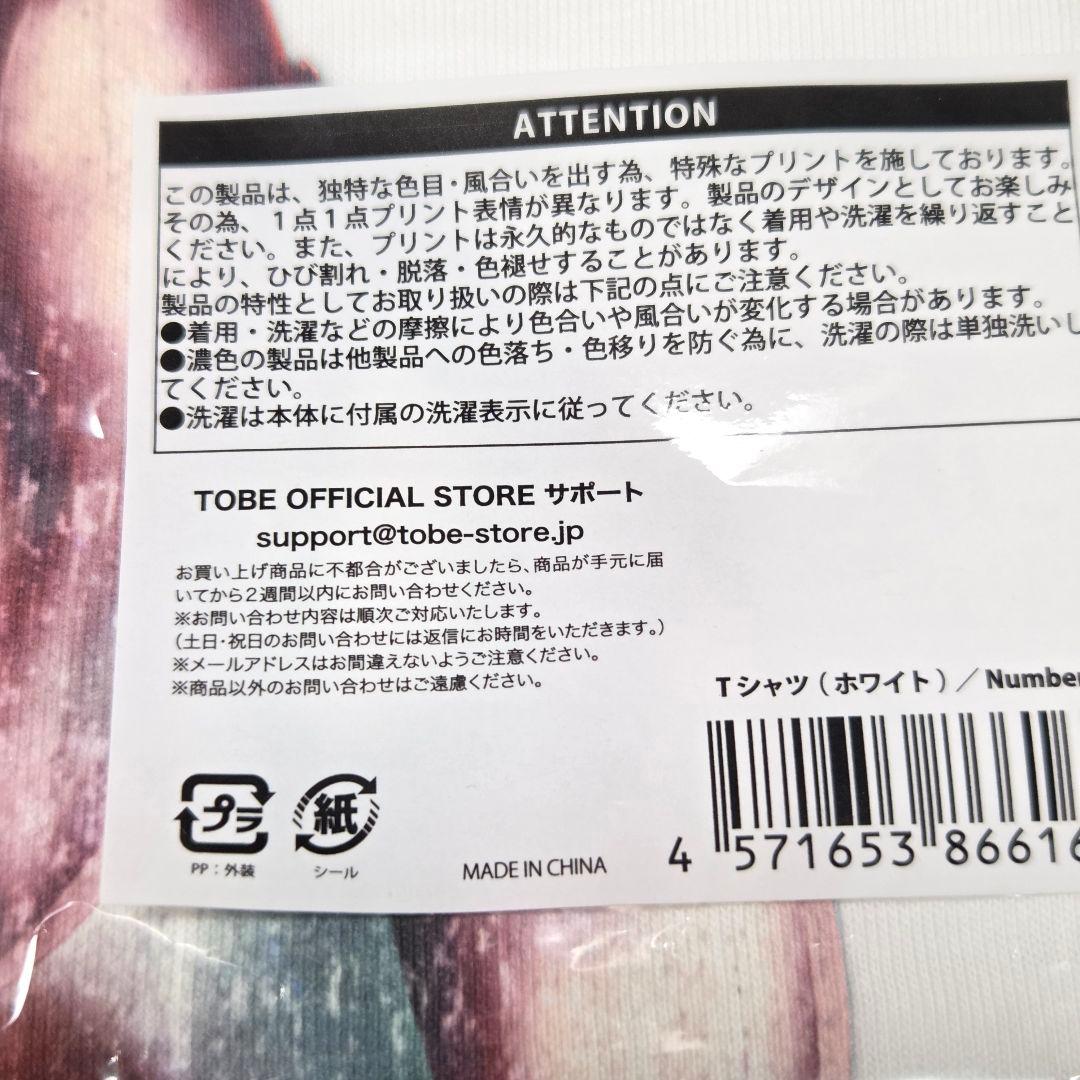 ATTENTION
この製品は、独特な色目・風合いを出す為、特殊なプリントを施しております。
その為、1点1点プリント表情が異なります。製品のデザインとしてお楽しみ
ください。また、プリントは永久的なものではなく着用や洗濯を繰り返すこと
により、ひび割れ・脱落・色褪せすることがあります。
製品の特性としてお取り扱いの際は下記の点にご注意ください。
●着用・洗濯などの摩擦により色合いや風合いが変化する場合があります。
●濃色の製品は他製品への色落ち・色移りを防ぐ為に、洗濯の際は単独洗いし
てください。
●洗濯は本体に付属の洗濯表示に従ってください。
TOBE OFFICIAL STORE サポート
support@tobe-store.jp
お買い上げ商品に不都合がございましたら、商品が手元に届
いてから2週間以内にお問い合わせください。
※お問い合わせ内容は順次ご対応いたします。
(土日・祝日のお問い合わせには返信にお時間をいただきます。)
※メールアドレスはお間違えないようご注意ください。
※商品以外のお問い合わせはご遠慮ください。
Tシャツ(ホワイト)／Number
プラ
紙
PP：外装
シール
MADE IN CHINA
4 571653 86616